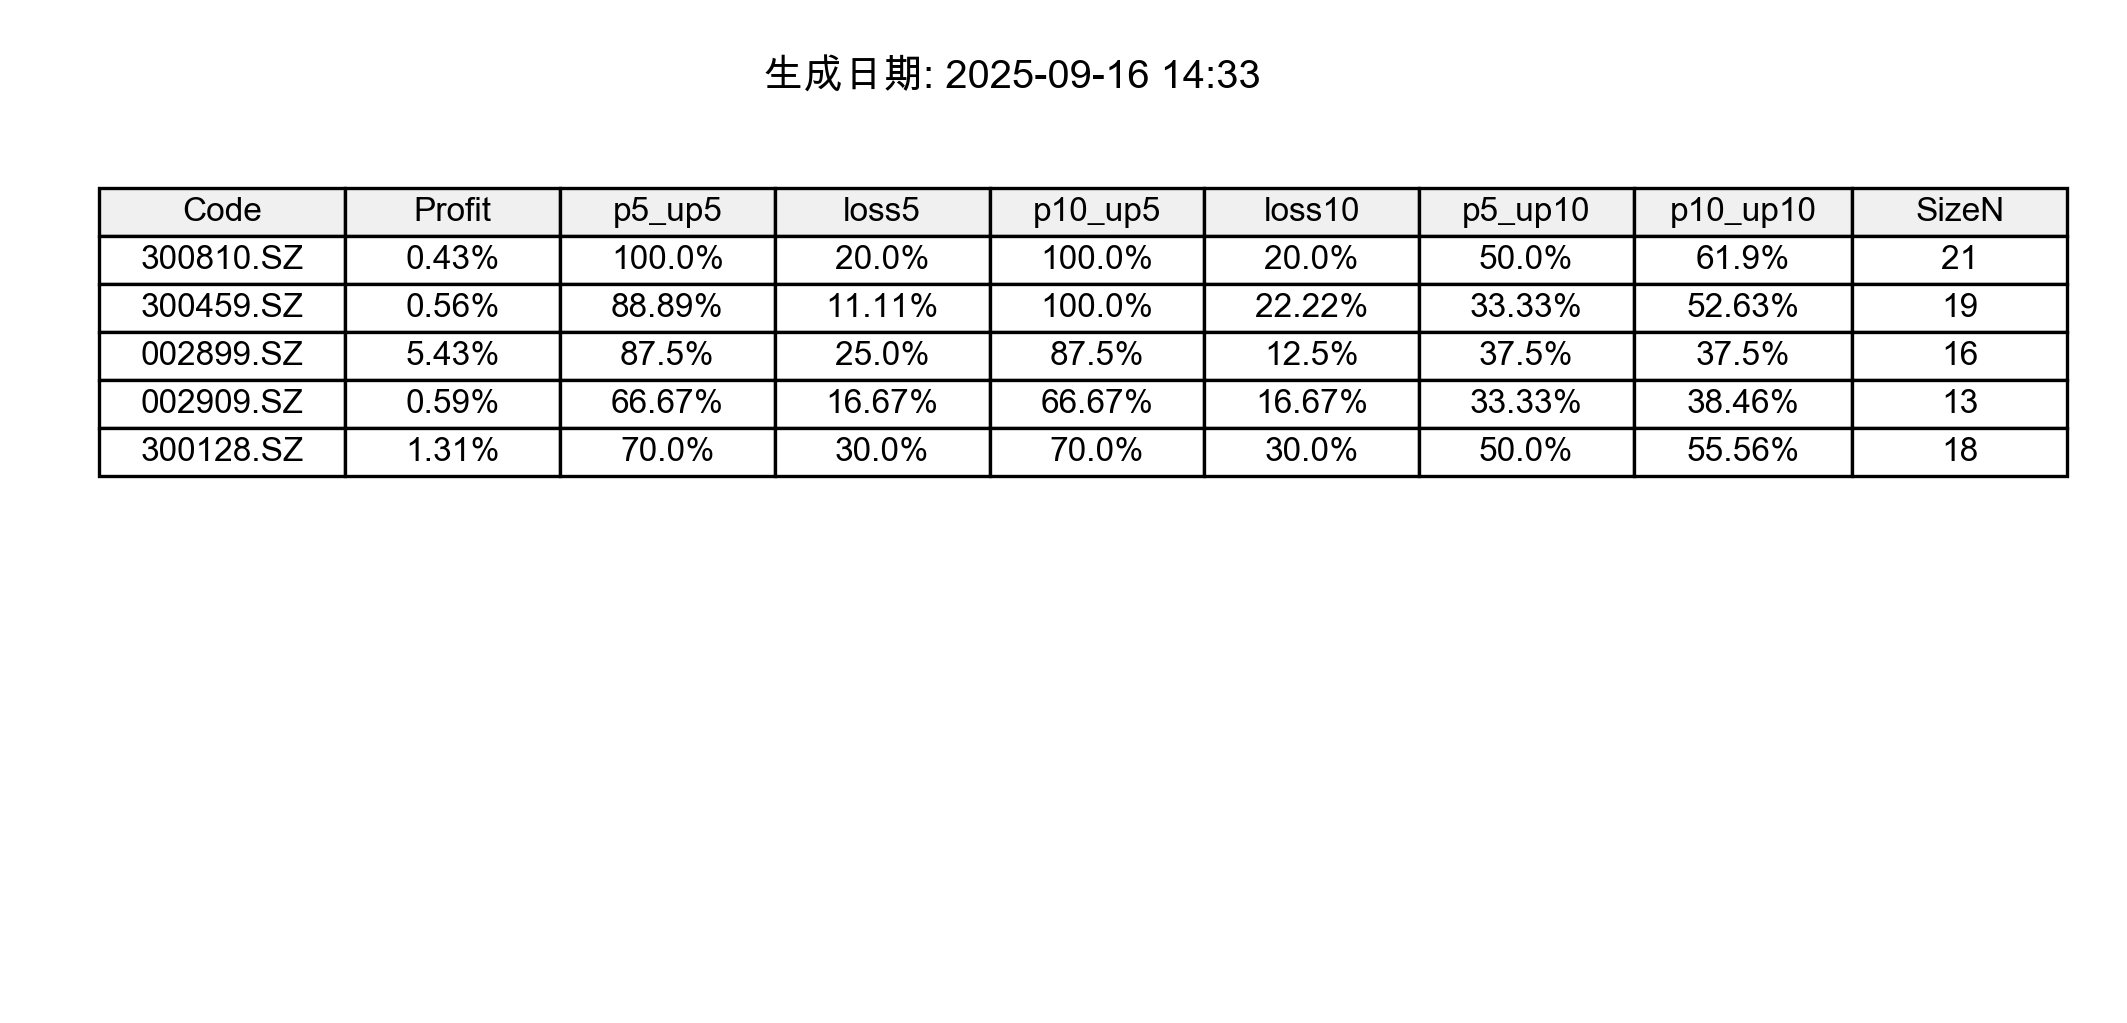 生成日期: 2025-09-16 14:33
Code Profit p5_up5 loss5 p10_up5 loss10 p5_up10 p10_up10 SizeN
300810.SZ 0.43% 100.0% 20.0% 100.0% 20.0% 50.0% 61.9% 21
300459.SZ 0.56% 88.89% 11.11% 100.0% 22.22% 33.33% 52.63% 19
002899.SZ 5.43% 87.5% 25.0% 87.5% 12.5% 37.5% 37.5% 16
002909.SZ 0.59% 66.67% 16.67% 66.67% 16.67% 33.33% 38.46% 13
300128.SZ 1.31% 70.0% 30.0% 70.0% 30.0% 50.0% 55.56% 18